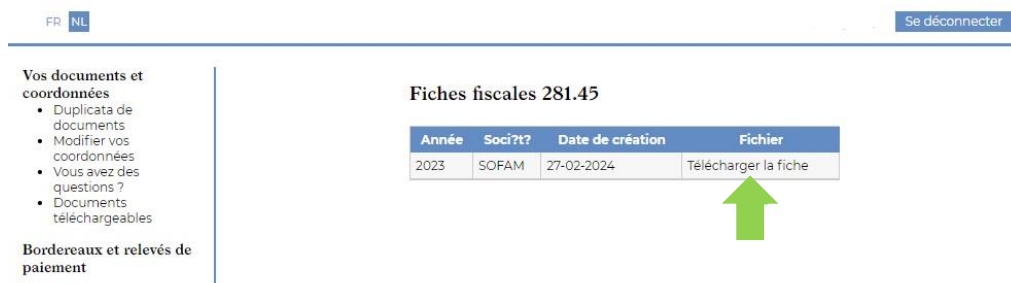 FR NL
Se déconnecter
Vos documents et
coordonnées
• Duplicata de
documents
• Modifier vos
coordonnées
• Vous avez des
questions ?
• Documents
téléchargeables
Bordereaux et relevés de
paiement
Fiches fiscales 281.45
Année Soci?t? Date de création Fichier
2023 SOFAM 27-02-2024 Télécharger la fiche